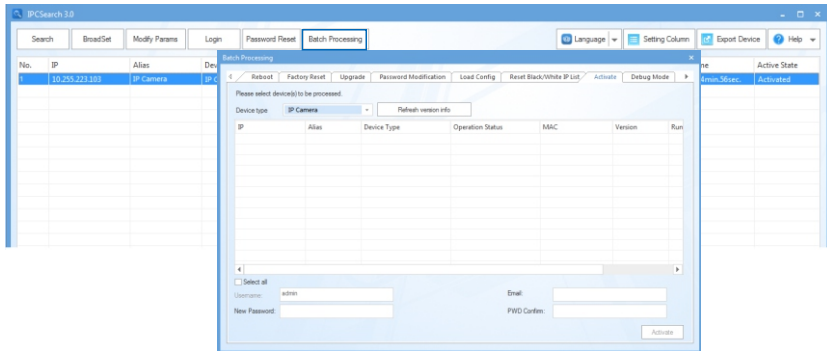 IPCSearch 3.0
Search BroadSet Modify Params Login Password Reset Batch Processing Language Setting Column Export Device Help
No. IP Alias Dev me Active State
1 10.255.223.103 IP Camera IP C 4min.56sec. Activated
Batch Processing
Reboot Factory Reset Upgrade Password Modification Load Config Reset Black/White IP List Activate Debug Mode
Please select device(s) to be processed.
Device type IP Camera Refresh version info
IP Alias Device Type Operation Status MAC Version Run
Select all
Username: admin Email:
New Password: PWD Confirm:
Activate